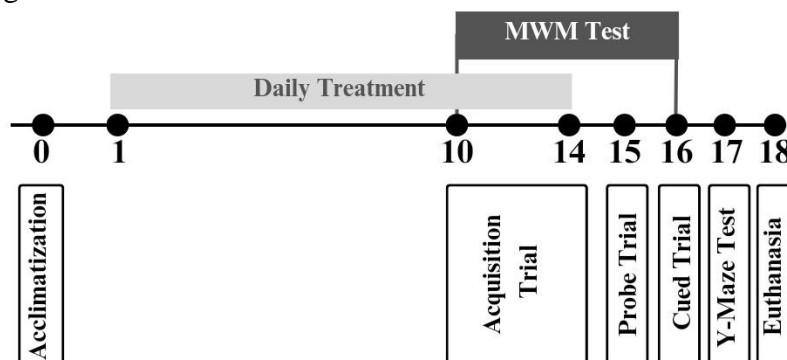 MWM Test
Daily Treatment
0 1 10 14 15 16 17 18
Acclimatization
Acquisition
Trial
Probe Trial
Cued Trial
Y-Maze Test
Euthanasia